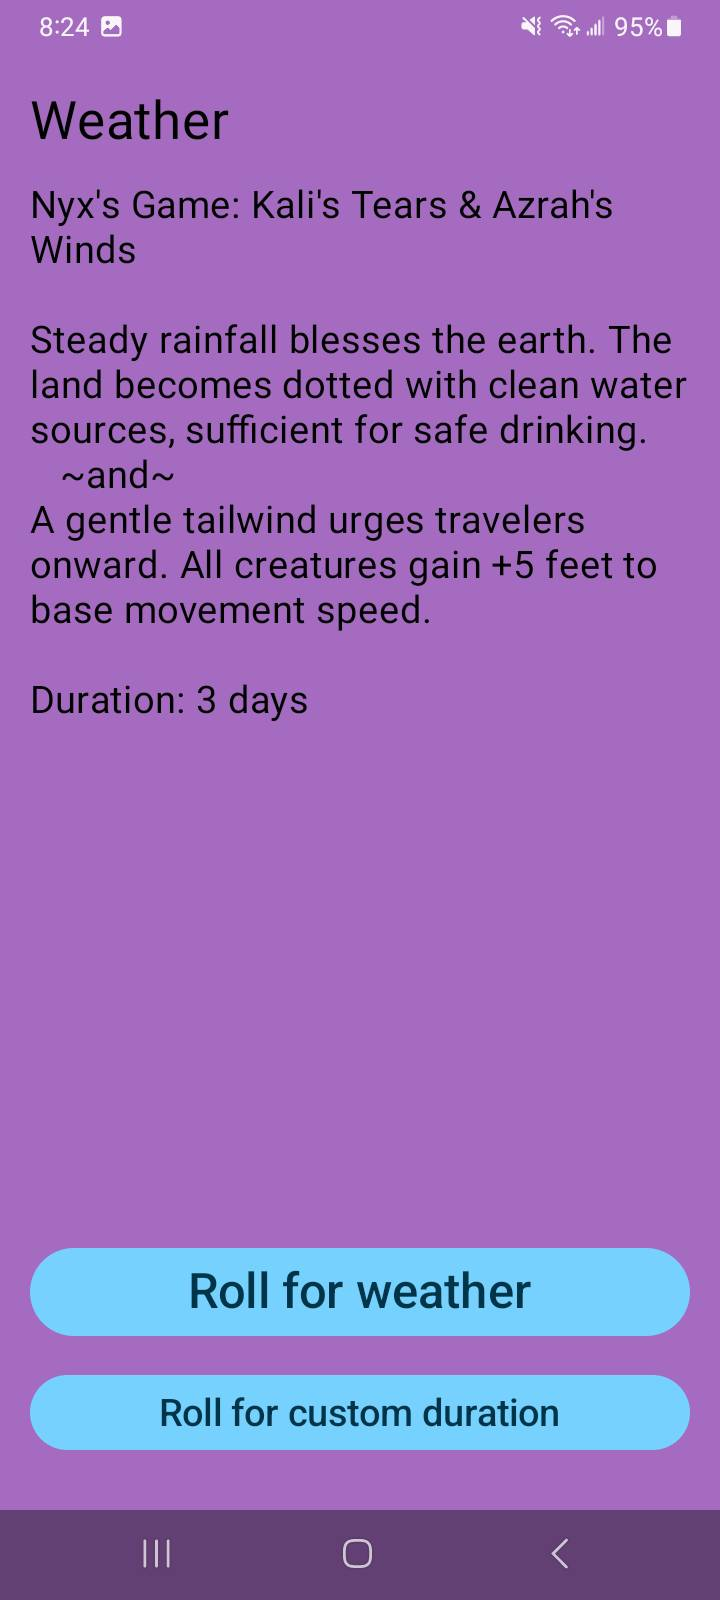 8:24
95%
Weather
Nyx's Game: Kali's Tears & Azrah's
Winds
Steady rainfall blesses the earth. The
land becomes dotted with clean water
sources, sufficient for safe drinking.
~and~
A gentle tailwind urges travelers
onward. All creatures gain +5 feet to
base movement speed.
Duration: 3 days
Roll for weather
Roll for custom duration